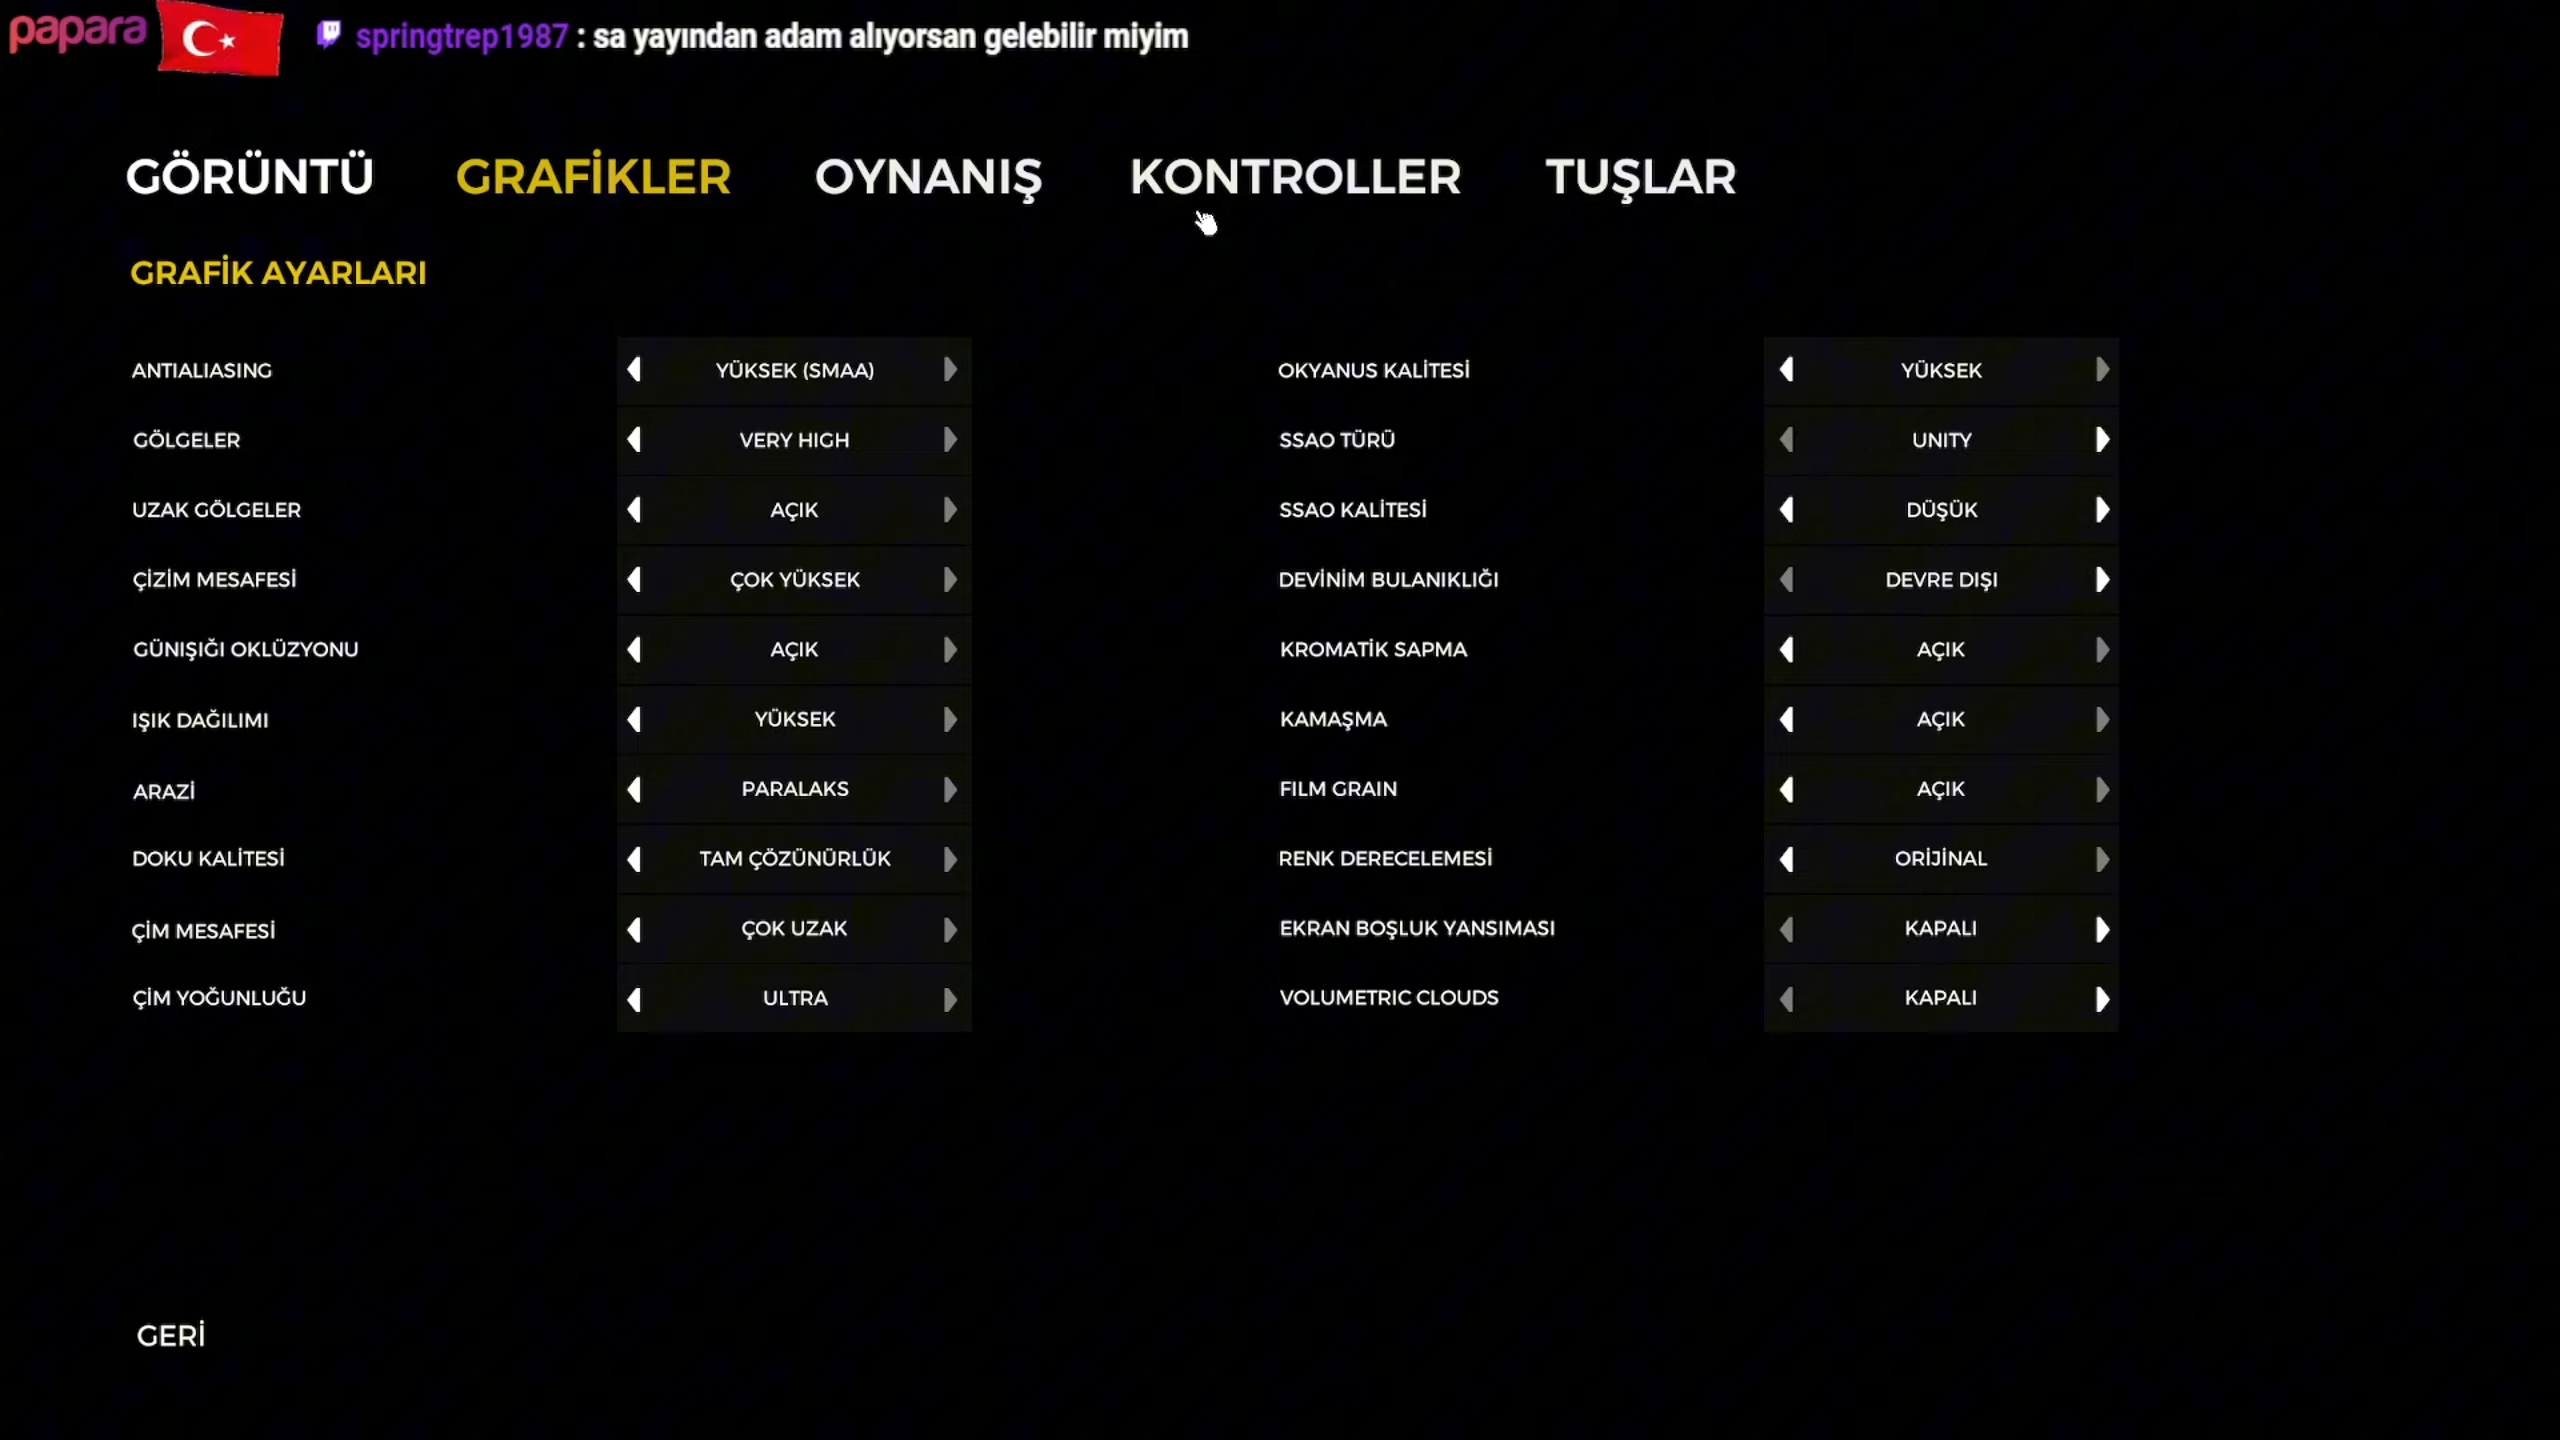 papara
springtrep1987 : sa yayından adam alıyorsan gelebilir miyim
GÖRÜNTÜ GRAFİKLER OYNANIŞ KONTROLLER TUŞLAR
GRAFİK AYARLARI
ANTIALIASING YÜKSEK (SMAA)
GÖLGELER VERY HIGH
UZAK GÖLGELER AÇIK
ÇİZİM MESAFESİ ÇOK YÜKSEK
GÜNIŞIĞI OKLÜZYONU AÇIK
IŞIK DAĞILIMI YÜKSEK
ARAZİ PARALAKS
DOKU KALİTESİ TAM ÇÖZÜNÜRLÜK
ÇİM MESAFESİ ÇOK UZAK
ÇİM YOĞUNLUĞU ULTRA
OKYANUS KALİTESİ YÜKSEK
SSAO TÜRÜ UNITY
SSAO KALİTESİ DÜŞÜK
DEVİNİM BULANIKLIĞI DEVRE DIŞI
KROMATİK SAPMA AÇIK
KAMAŞMA AÇIK
FILM GRAIN AÇIK
RENK DERECELEMESİ ORİJİNAL
EKRAN BOŞLUK YANSIMASI KAPALI
VOLUMETRIC CLOUDS KAPALI
GERİ